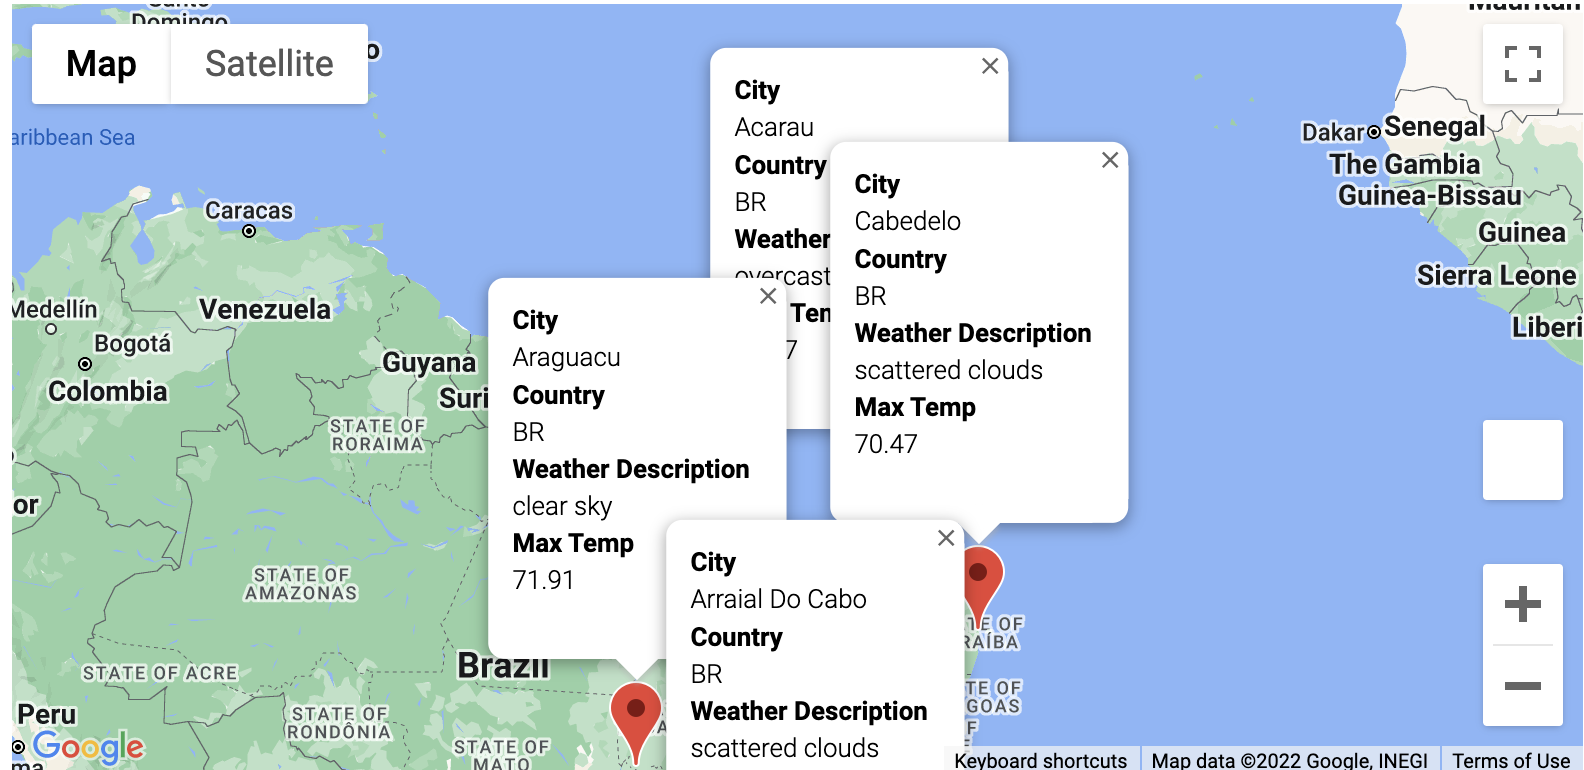 Santo
Domingo
Mauritan
Map
Satellite
aribbean Sea
Dakar
Senegal
The Gambia
Guinea-Bissau
Guinea
Sierra Leone
Liberi
Caracas
Medellín
Venezuela
Bogotá
Colombia
Guyana
Suri
STATE OF
RORAIMA
or
STATE OF
AMAZONAS
STATE OF ACRE
Brazil
Peru
STATE OF
RONDÔNIA
STATE OF
MATO
ma
Google
City
Acarau
Country
BR
Weather
overcast
Tem
7
City
Cabedelo
Country
BR
Weather Description
scattered clouds
Max Temp
70.47
City
Araguacu
Country
BR
Weather Description
clear sky
Max Temp
71.91
City
Arraial Do Cabo
Country
BR
Weather Description
scattered clouds
TE OF
RAÍBA
TE OF
GOAS
Keyboard shortcuts
Map data ©2022 Google, INEGI
Terms of Use